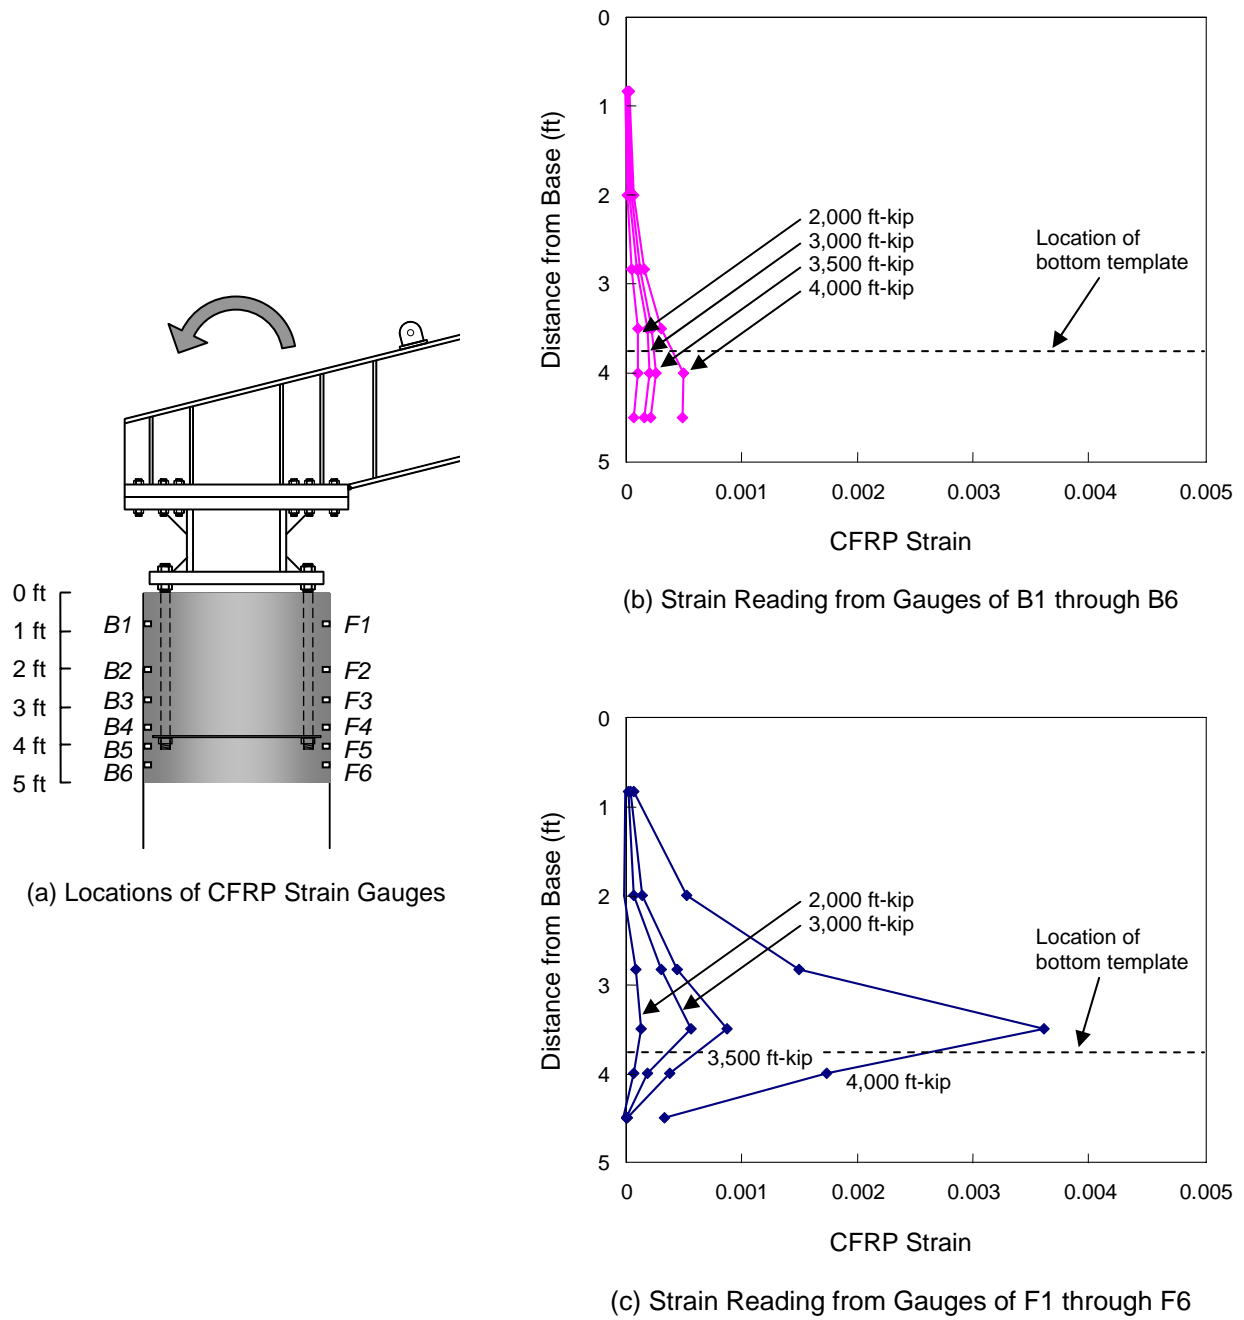 0 ft
1 ft
2 ft
3 ft
4 ft
5 ft
B1
B2
B3
B4
B5
B6
F1
F2
F3
F4
F5
F6
(a) Locations of CFRP Strain Gauges
Distance from Base (ft)
0
1
2
3
4
5
2,000 ft-kip
3,000 ft-kip
3,500 ft-kip
4,000 ft-kip
Location of
bottom template
0 0.001 0.002 0.003 0.004 0.005
CFRP Strain
(b) Strain Reading from Gauges of B1 through B6
Distance from Base (ft)
0
1
2
3
4
5
2,000 ft-kip
3,000 ft-kip
Location of
bottom template
3,500 ft-kip
4,000 ft-kip
0 0.001 0.002 0.003 0.004 0.005
CFRP Strain
(c) Strain Reading from Gauges of F1 through F6